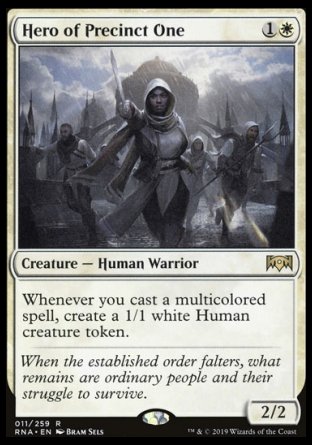 Hero of Precinct One 1
Creature — Human Warrior
Whenever you cast a multicolored
spell, create a 1/1 white Human
creature token.
When the established order falters, what
remains are ordinary people and their
struggle to survive.
2/2
011/259 R
RNA • EN BRAM SELS
™ & © 2019 Wizards of the Coast